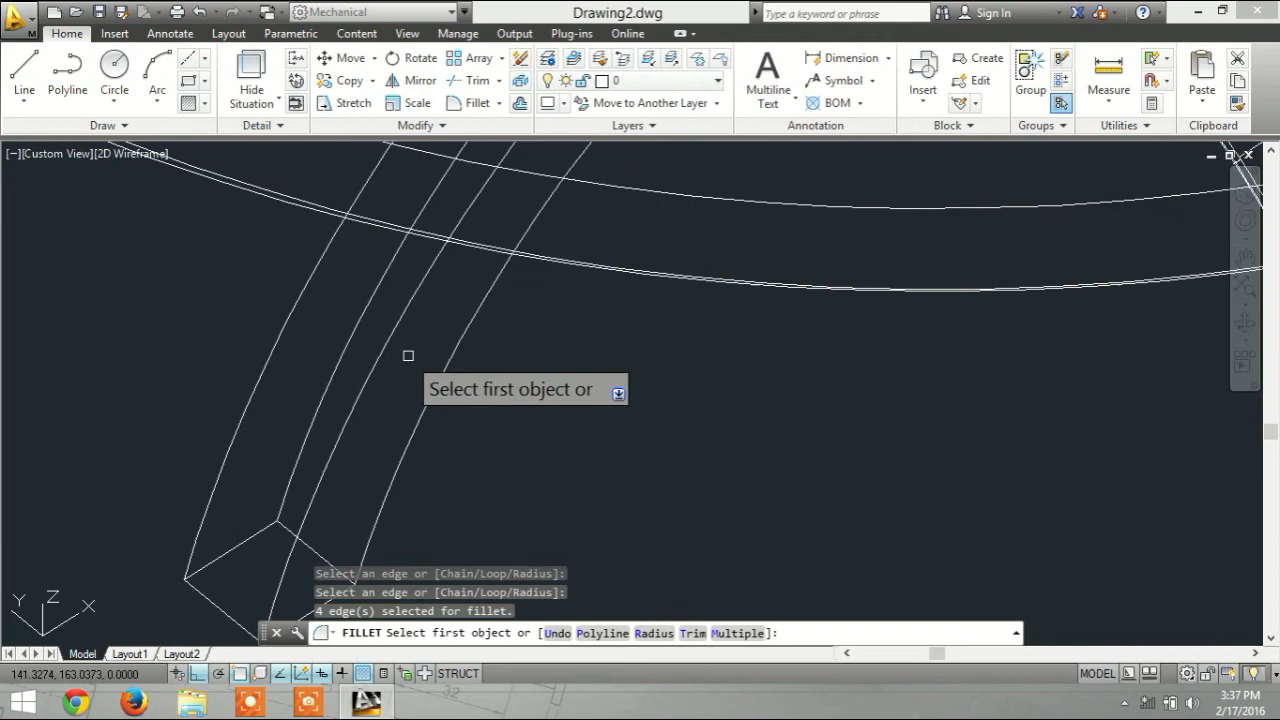 Mechanical
Drawing2.dwg
Type a keyword or phrase
Sign In
M
Home Insert Annotate Layout Parametric Content View Manage Output Plug-ins Online
Line Polyline Circle Arc
Hide Situation
Move Rotate Array
Copy Mirror Trim
Stretch Scale Fillet
0
Move to Another Layer
Multiline Text
Dimension
Symbol
BOM
Insert
Create
Edit
Group
Measure
Paste
Draw Detail Modify Layers Annotation Block Groups Utilities Clipboard
[−][Custom View][2D Wireframe]
Select first object or
Select an edge or [Chain/Loop/Radius]:
Select an edge or [Chain/Loop/Radius]:
4 edge(s) selected for fillet.
Y Z X
FILLET Select first object or [Undo Polyline Radius Trim Multiple]:
Model Layout1 Layout2
141.3274, 163.0373, 0.0000
STRUCT
MODEL
32
3:37 PM
2/17/2016